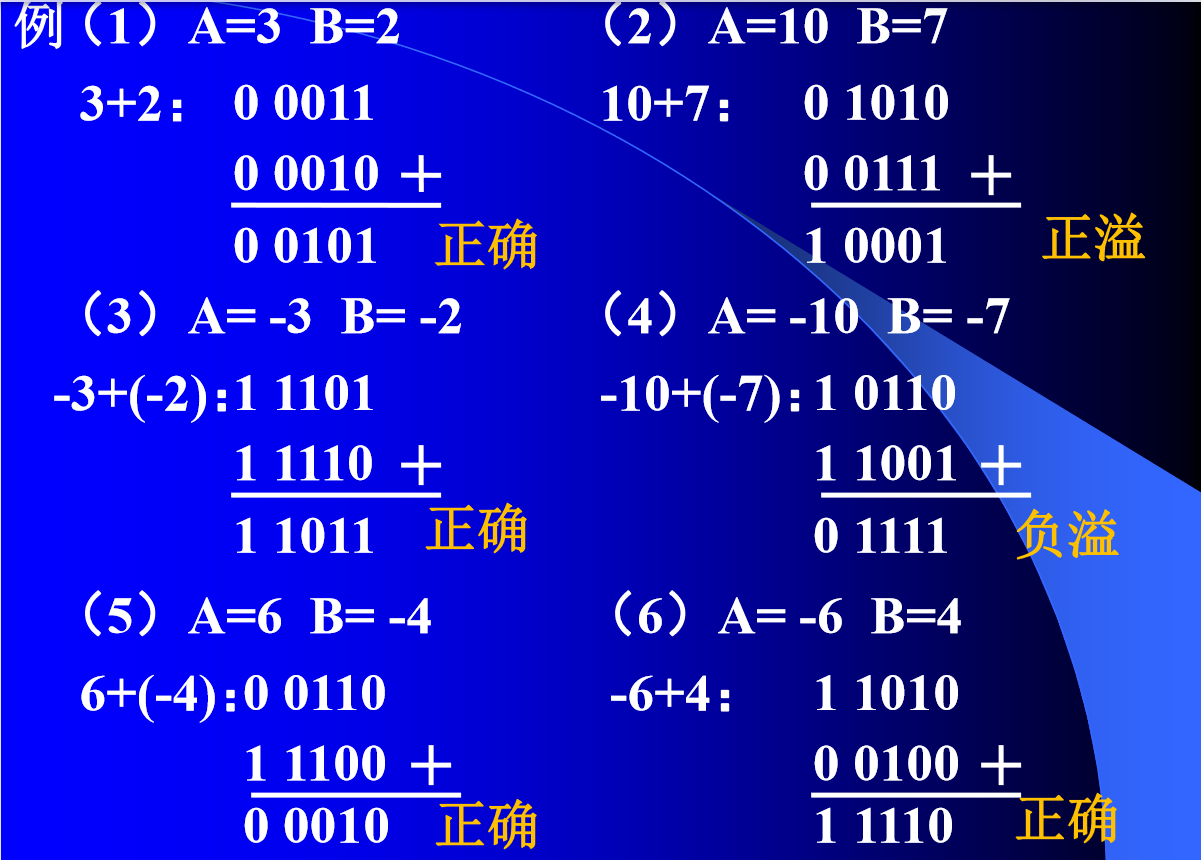 例（1）A=3 B=2
3+2： 0 0011
0 0010 ＋
0 0101 正确
（2）A=10 B=7
10+7： 0 1010
0 0111 ＋
1 0001 正溢
（3）A= -3 B= -2
-3+(-2)：1 1101
1 1110 ＋
1 1011 正确
（4）A= -10 B= -7
-10+(-7)：1 0110
1 1001 ＋
0 1111 负溢
（5）A=6 B= -4
6+(-4)：0 0110
1 1100 ＋
0 0010 正确
（6）A= -6 B=4
-6+4： 1 1010
0 0100 ＋
1 1110 正确